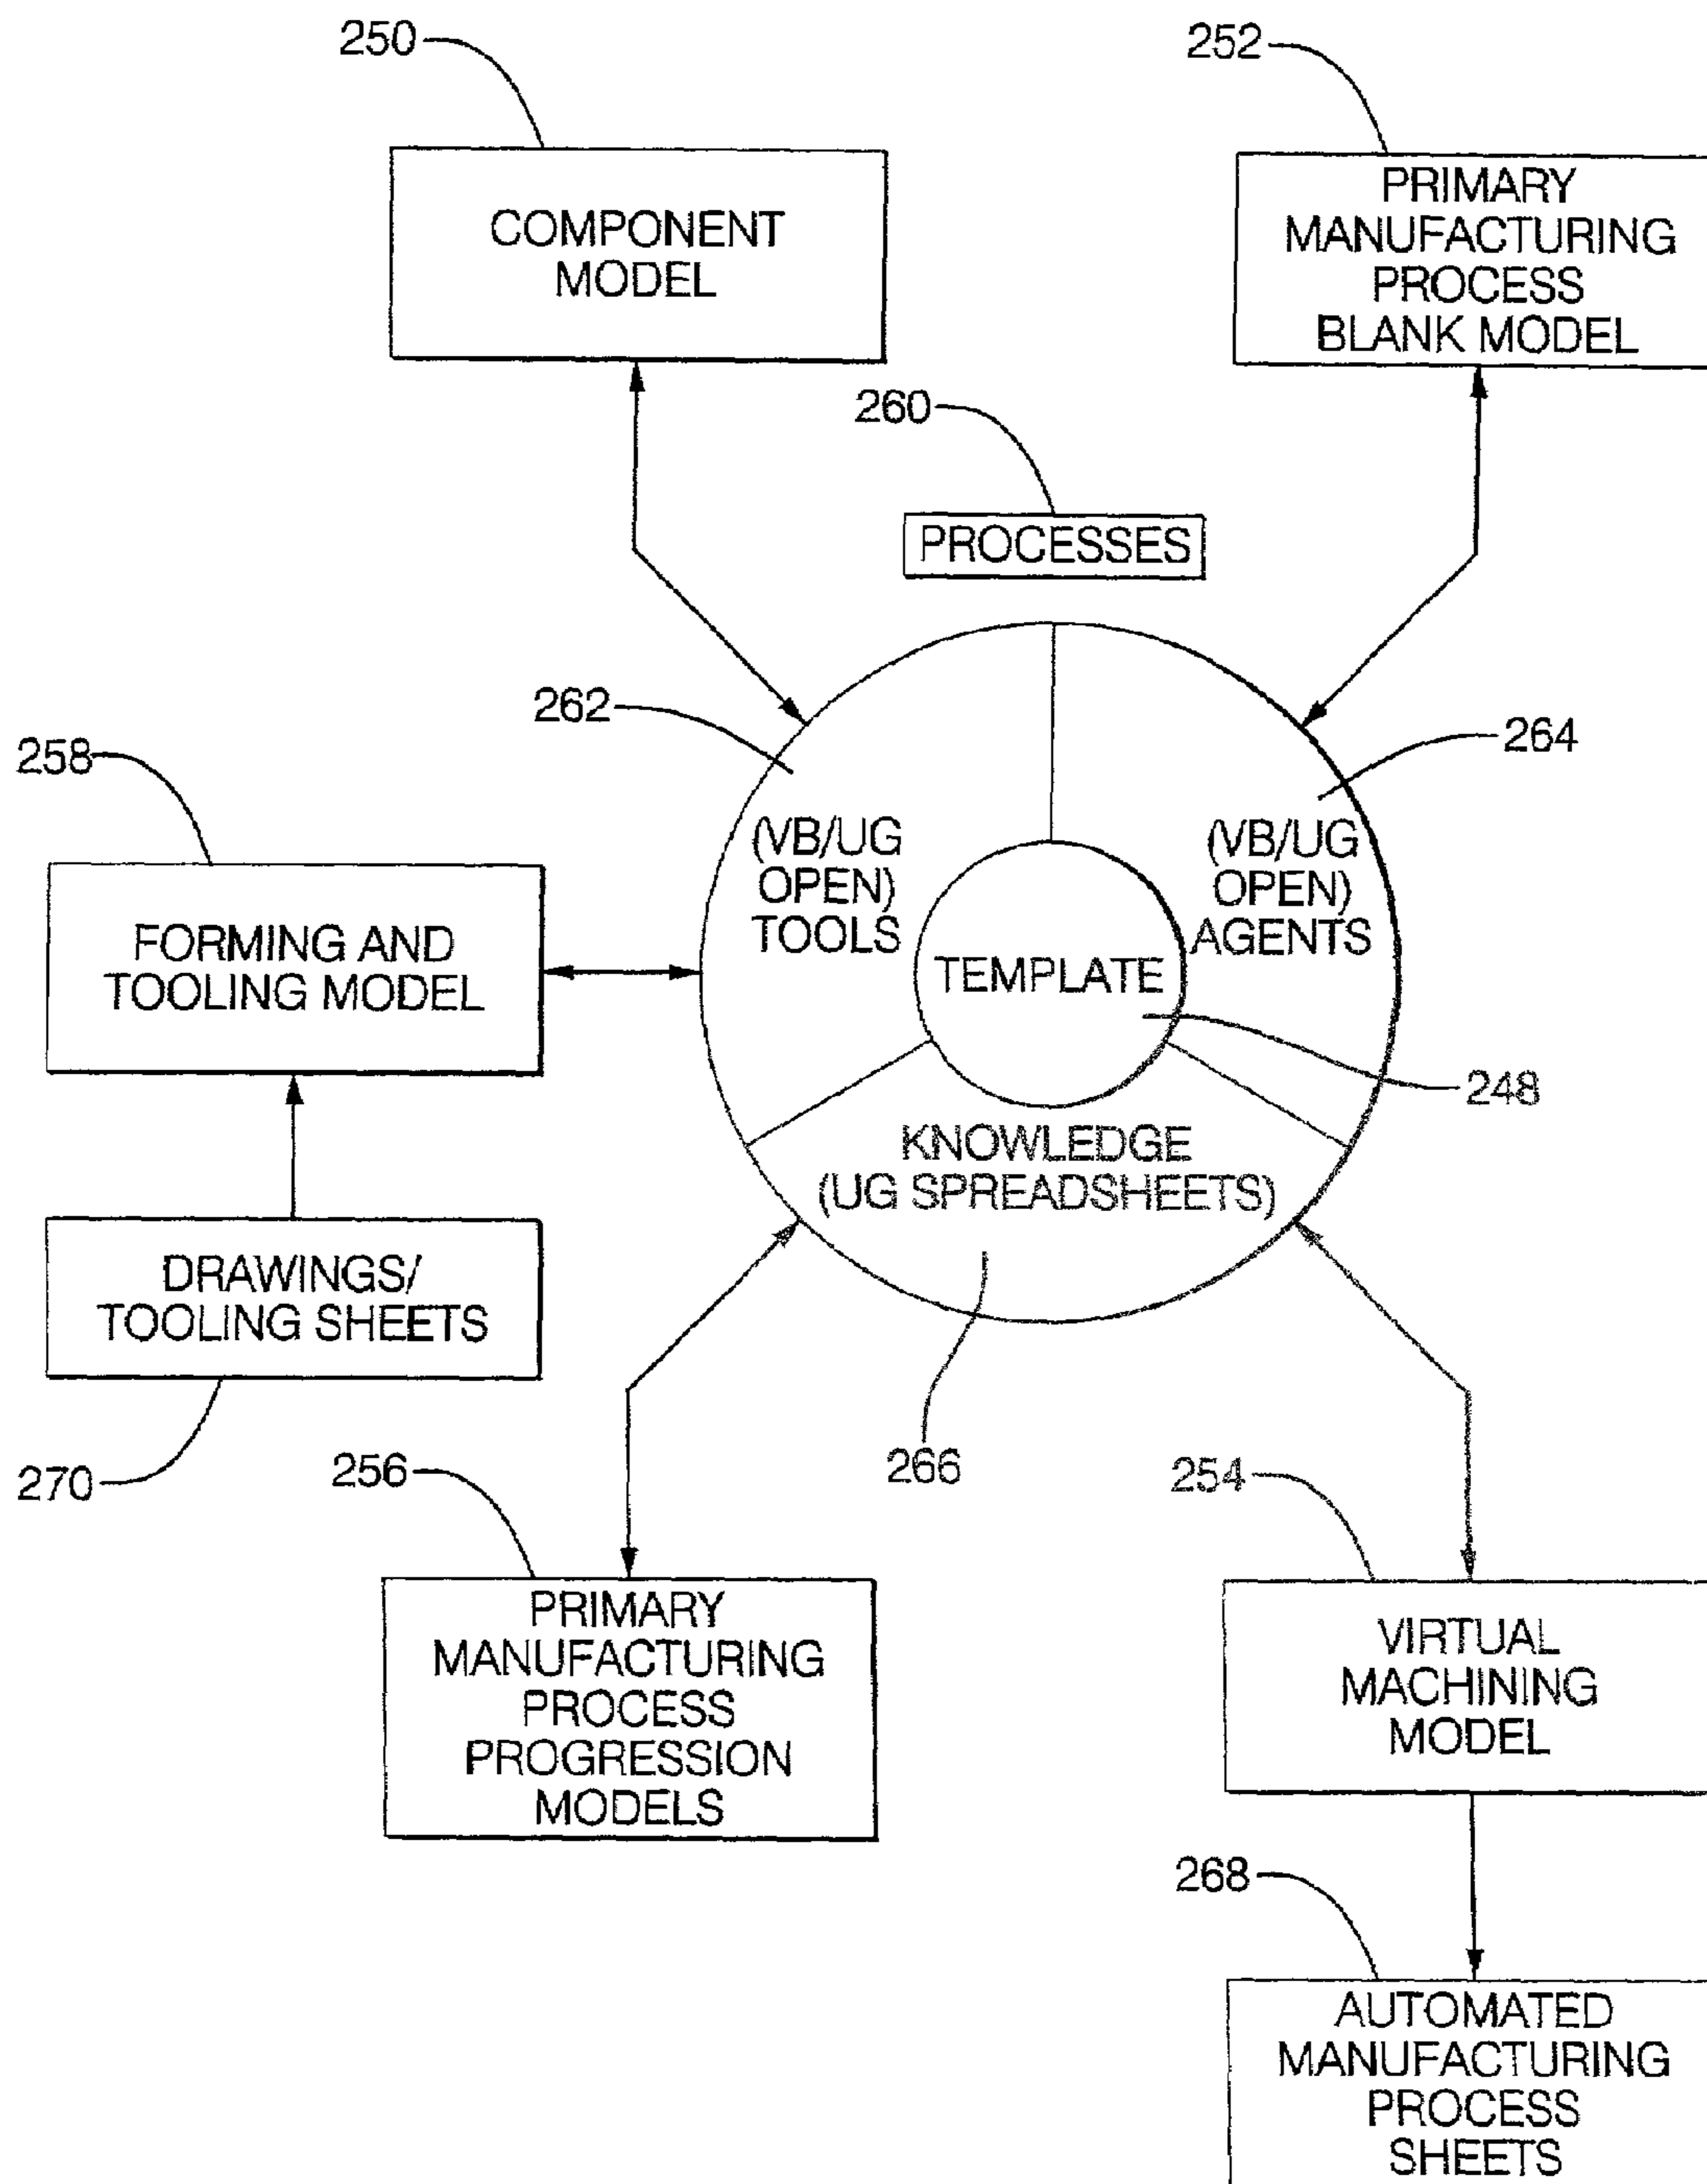 250
252
COMPONENT
MODEL
PRIMARY
MANUFACTURING
PROCESS
BLANK MODEL
260
PROCESSES
262
264
258
(VB/UG
OPEN)
TOOLS
(VB/UG
OPEN)
AGENTS
FORMING AND
TOOLING MODEL
TEMPLATE
248
KNOWLEDGE
(UG SPREADSHEETS)
DRAWINGS/
TOOLING SHEETS
270
256
266
254
PRIMARY
MANUFACTURING
PROCESS
PROGRESSION
MODELS
VIRTUAL
MACHINING
MODEL
268
AUTOMATED
MANUFACTURING
PROCESS
SHEETS